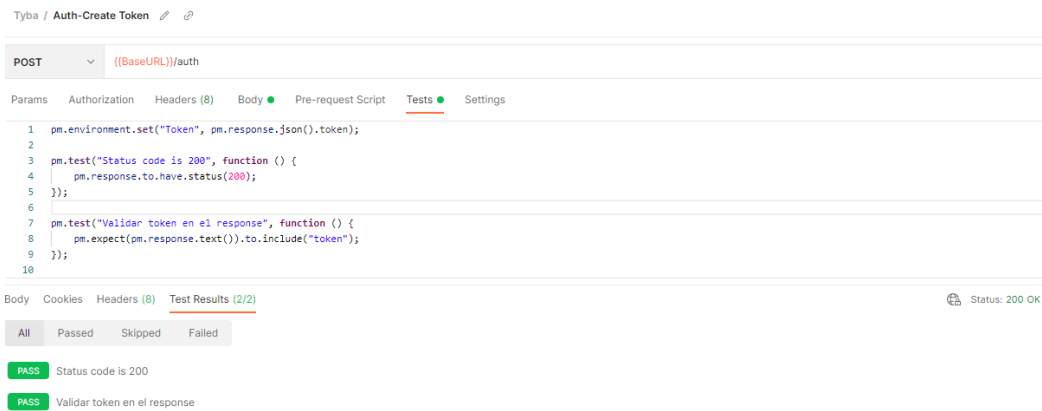 Tyba / Auth-Create Token
POST {{BaseURL}}/auth
Params Authorization Headers (8) Body Pre-request Script Tests Settings
1 pm.environment.set("Token", pm.response.json().token);
2
3 pm.test("Status code is 200", function () {
4 pm.response.to.have.status(200);
5 });
6
7 pm.test("Validar token en el response", function () {
8 pm.expect(pm.response.text()).to.include("token");
9 });
10
Body Cookies Headers (8) Test Results (2/2) Status: 200 OK
All Passed Skipped Failed
PASS Status code is 200
PASS Validar token en el response